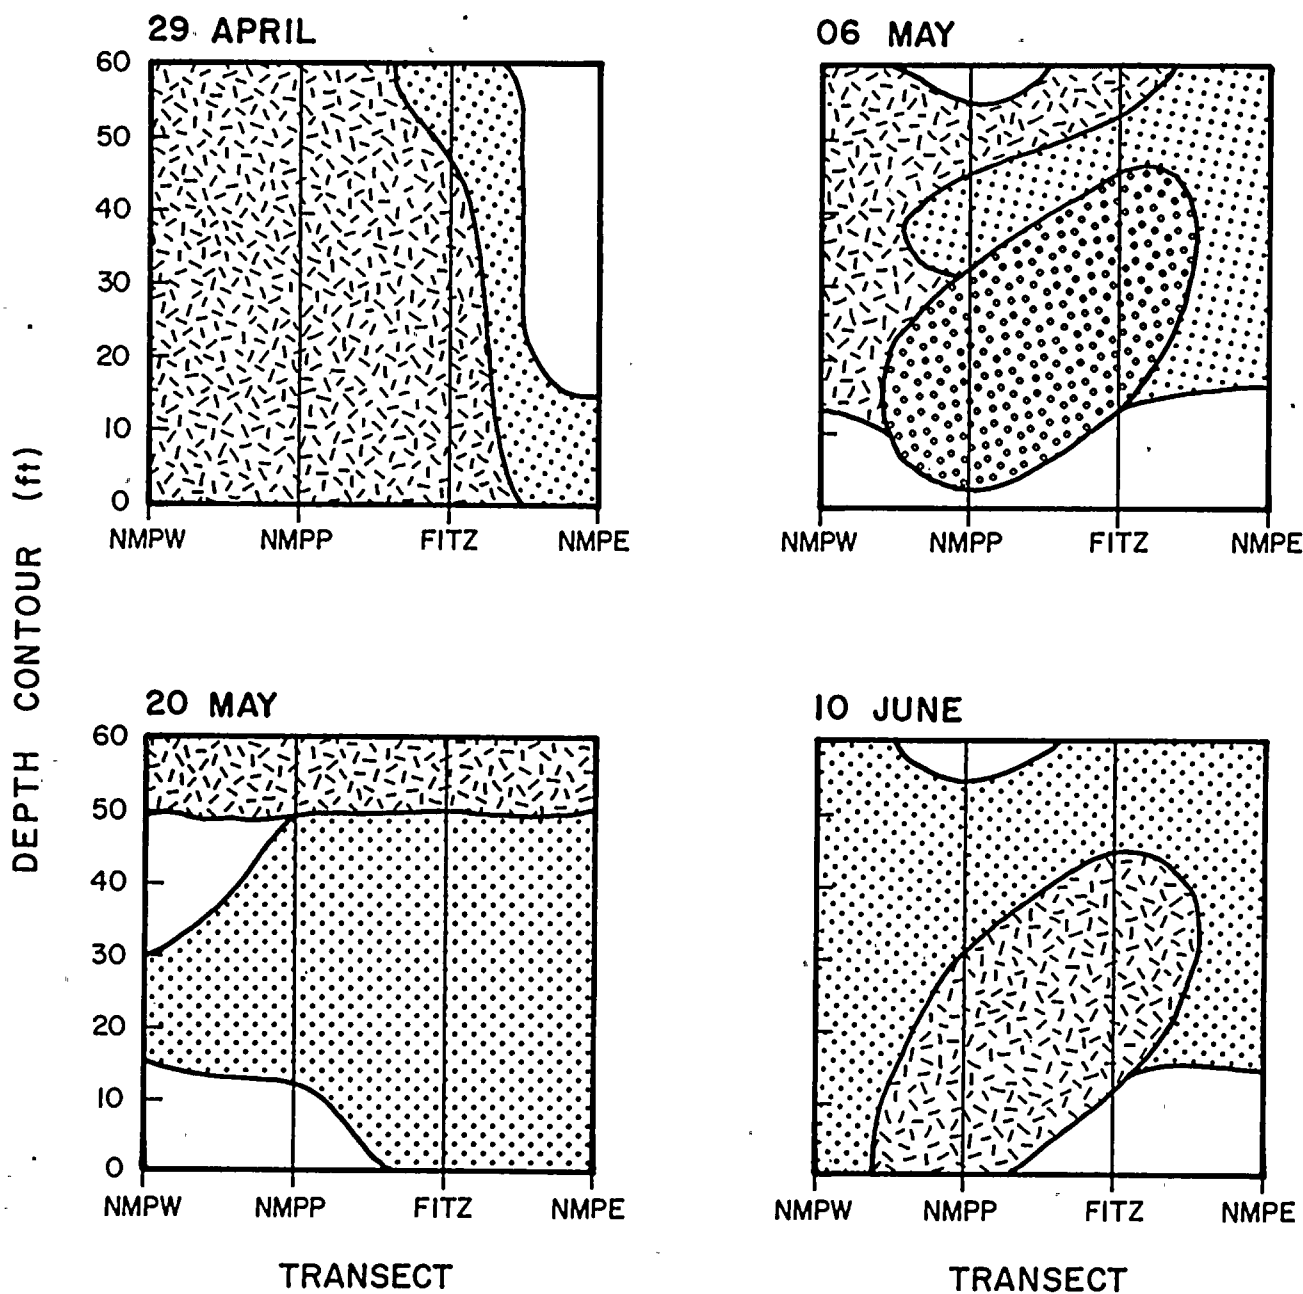 29 APRIL
06 MAY
60
50
40
30
20
10
0
NMPW NMPP FITZ NMPE
NMPW NMPP FITZ NMPE
DEPTH CONTOUR (ft)
20 MAY
10 JUNE
60
50
40
30
20
10
0
NMPW NMPP FITZ NMPE
NMPW NMPP FITZ NMPE
TRANSECT
TRANSECT